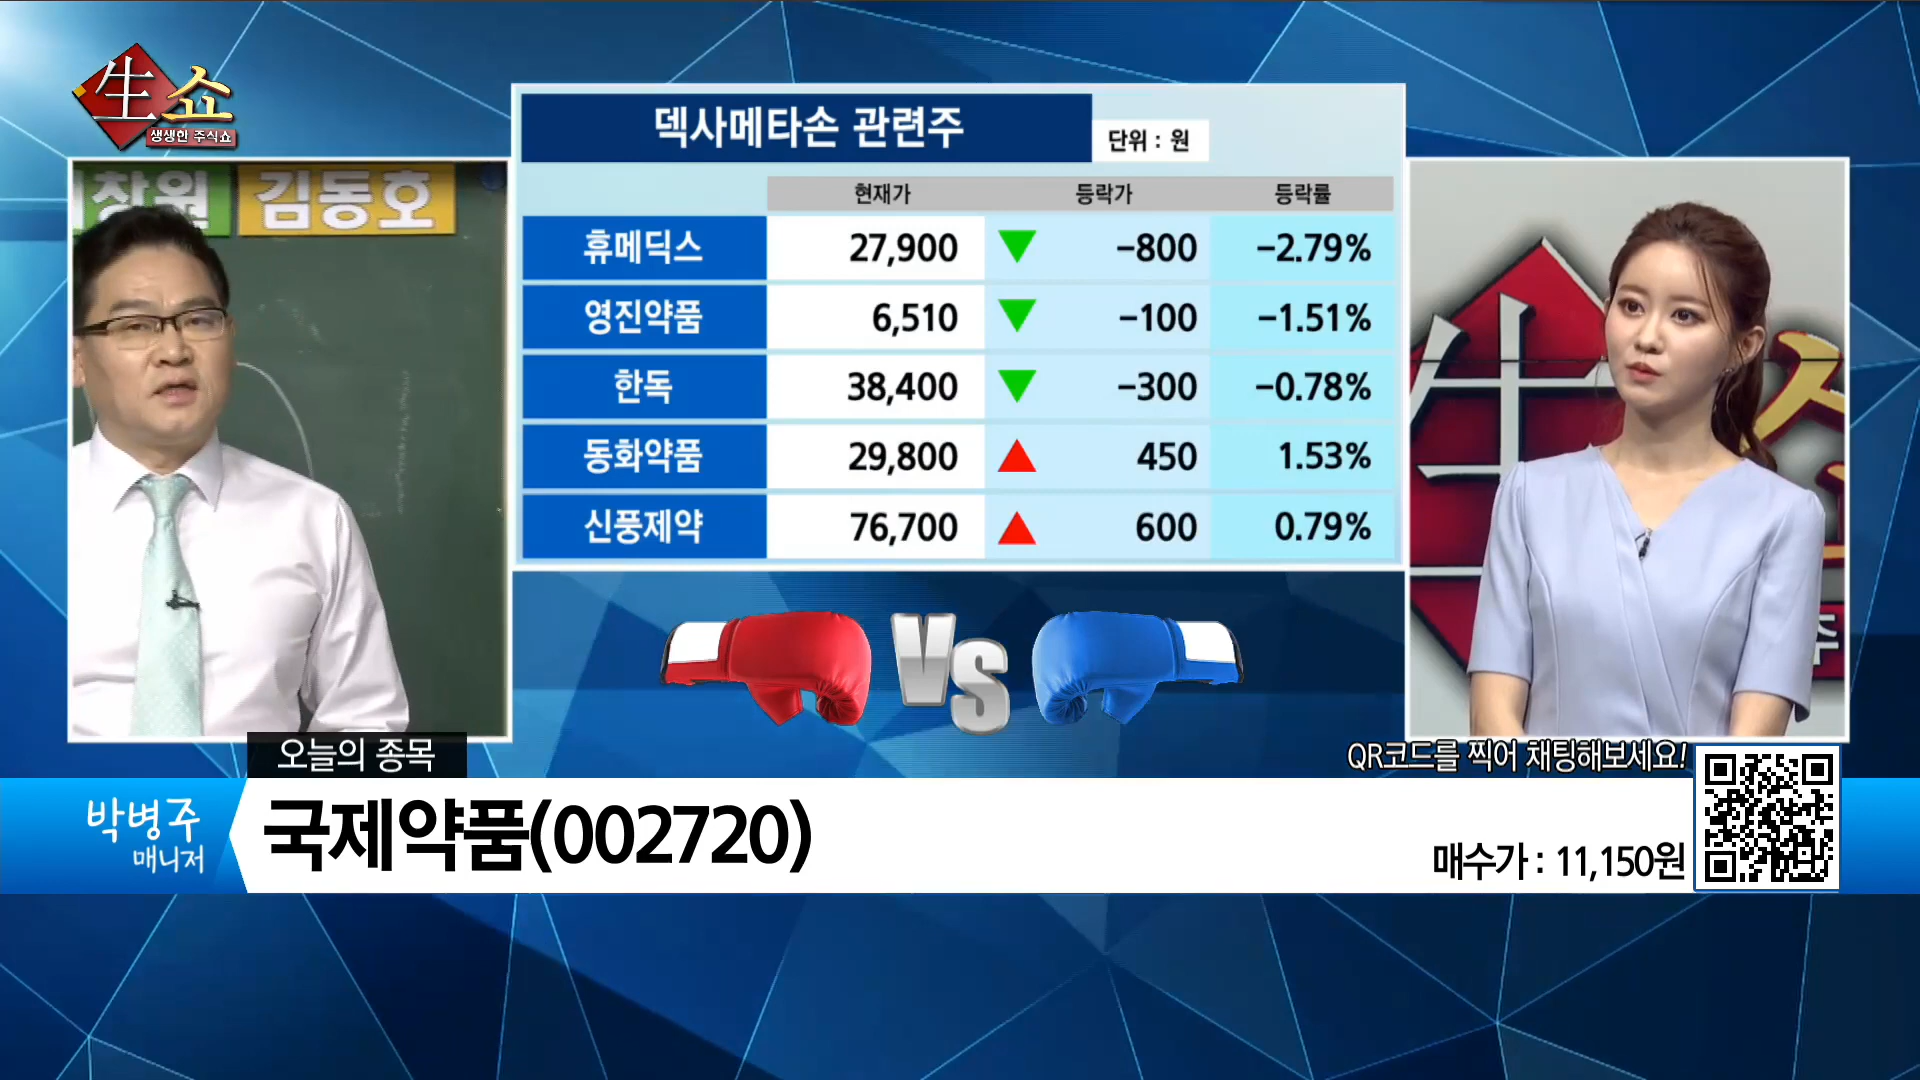 生쇼
생생한 주식쇼
창원 김동호
덱사메타손 관련주
단위 : 원
현재가 등락가 등락률
휴메딕스 27,900 ▼ -800 -2.79%
영진약품 6,510 ▼ -100 -1.51%
한독 38,400 ▼ -300 -0.78%
동화약품 29,800 ▲ 450 1.53%
신풍제약 76,700 ▲ 600 0.79%
VS
生쇼
주
오늘의 종목
QR코드를 찍어 채팅해보세요!
박병주
매니저
국제약품(002720)
매수가 : 11,150원